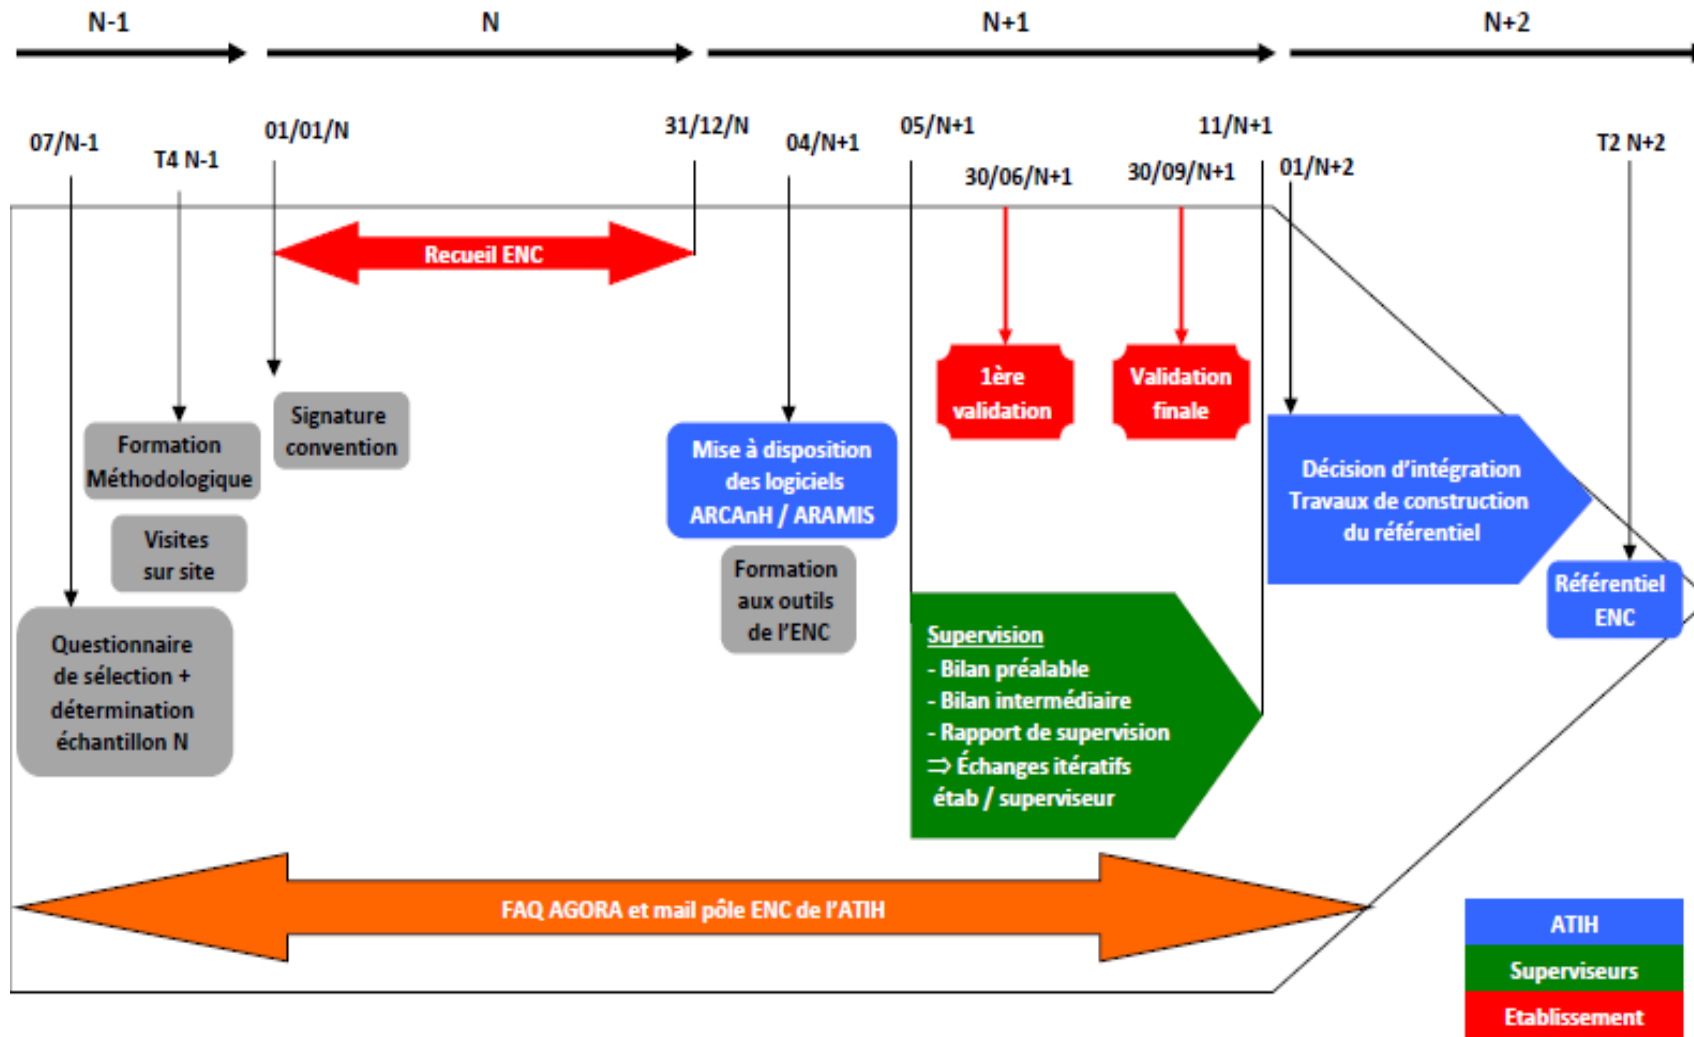 N-1
N
N+1
N+2
07/N-1
T4 N-1
01/01/N
31/12/N
04/N+1
05/N+1
30/06/N+1
30/09/N+1
11/N+1
01/N+2
T2 N+2
Recueil ENC
Formation
Méthodologique
Visites
sur site
Questionnaire
de sélection +
détermination
échantillon N
Signature
convention
Mise à disposition
des logiciels
ARCAnH / ARAMIS
Formation
aux outils
de l'ENC
1ère
validation
Validation
finale
Supervision
- Bilan préalable
- Bilan intermédiaire
- Rapport de supervision
⇒ Échanges itératifs
étab / superviseur
Décision d'intégration
Travaux de construction
du référentiel
Référentiel
ENC
FAQ AGORA et mail pôle ENC de l'ATIH
ATIH
Superviseurs
Etablissement